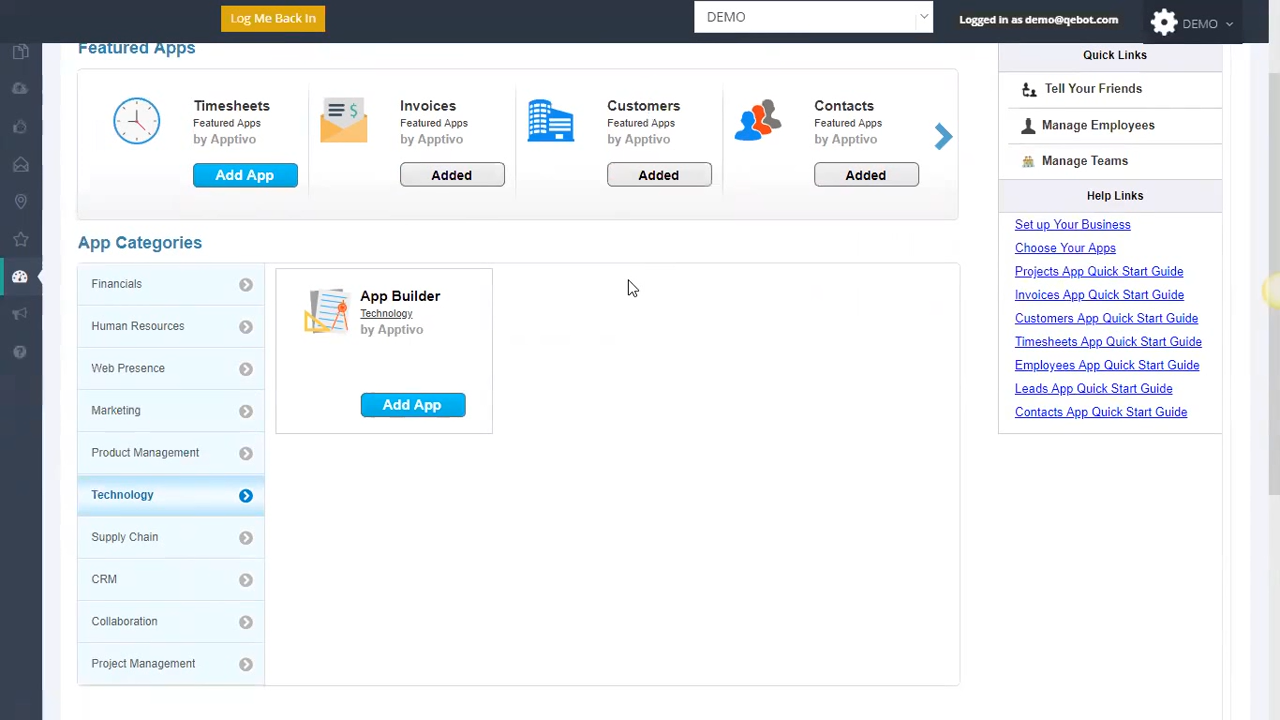 Log Me Back In
DEMO
Logged in as demo@qebot.com
DEMO
Featured Apps
Timesheets
Featured Apps
by Apptivo
Add App
Invoices
Featured Apps
by Apptivo
Added
Customers
Featured Apps
by Apptivo
Added
Contacts
Featured Apps
by Apptivo
Added
App Categories
Financials
Human Resources
Web Presence
Marketing
Product Management
Technology
Supply Chain
CRM
Collaboration
Project Management
App Builder
Technology
by Apptivo
Add App
Quick Links
Tell Your Friends
Manage Employees
Manage Teams
Help Links
Set up Your Business
Choose Your Apps
Projects App Quick Start Guide
Invoices App Quick Start Guide
Customers App Quick Start Guide
Timesheets App Quick Start Guide
Employees App Quick Start Guide
Leads App Quick Start Guide
Contacts App Quick Start Guide